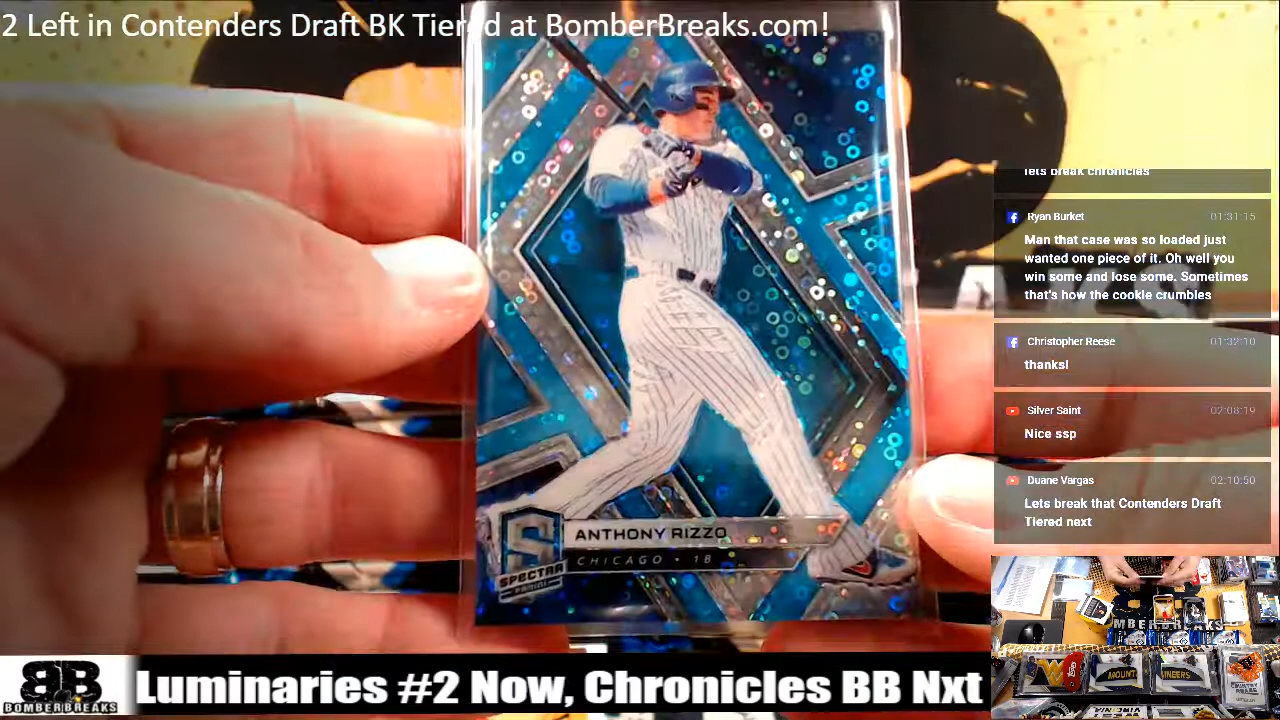 2 Left in Contenders Draft BK Tiered at BomberBreaks.com!
lets break chronicles
Ryan Burket 01:31:15
Man that case was so loaded just
wanted one piece of it. Oh well you
win some and lose some. Sometimes
that's how the cookie crumbles
Christopher Reese 01:32:10
thanks!
Silver Saint 02:08:19
Nice ssp
Duane Vargas 02:10:50
Lets break that Contenders Draft
Tiered next
ANTHONY RIZZO
CHICAGO • 18
SPECTRA
PANINI
MBERBREAKS
MOUNT
INEERS
BB
BOMBERBREAKS
Luminaries #2 Now, Chronicles BB Nxt